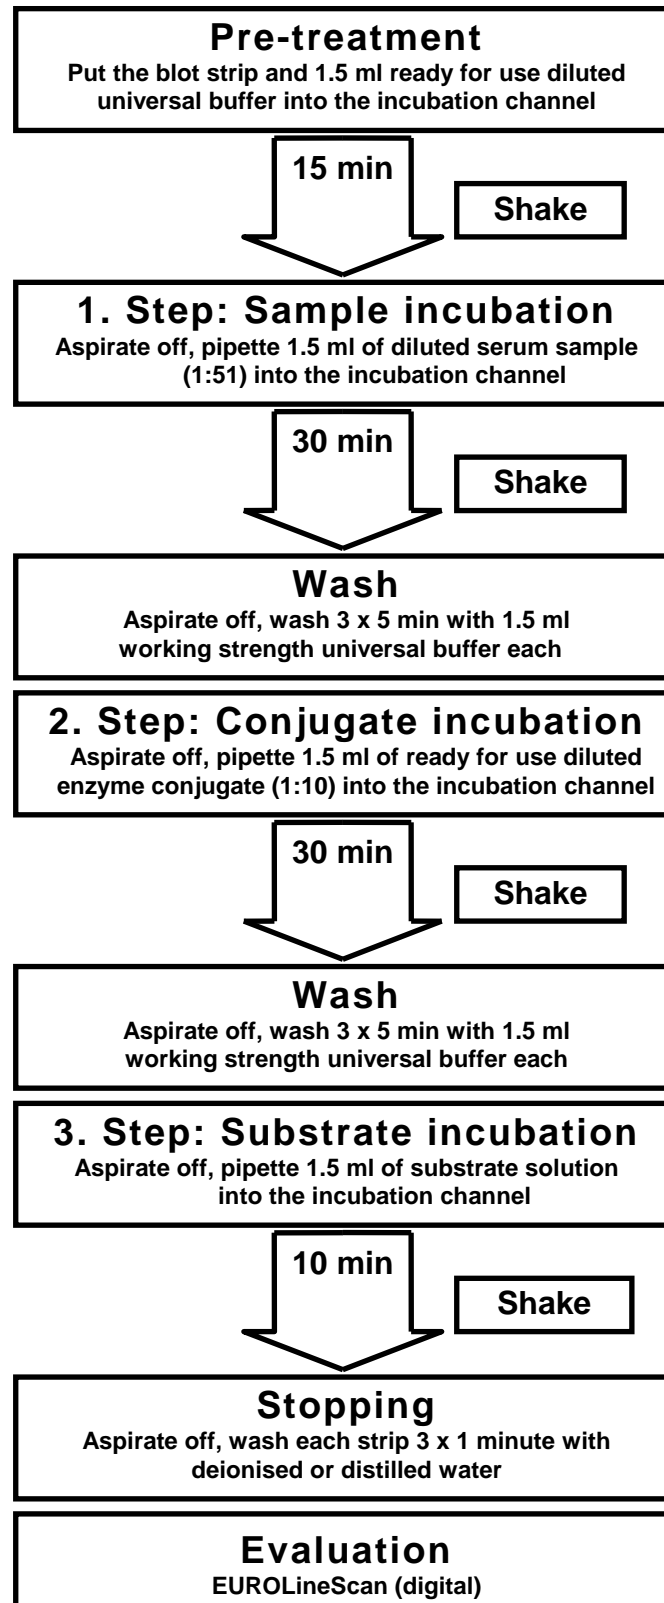 Pre-treatment
Put the blot strip and 1.5 ml ready for use diluted
universal buffer into the incubation channel
15 min
Shake
1. Step: Sample incubation
Aspirate off, pipette 1.5 ml of diluted serum sample
(1:51) into the incubation channel
30 min
Shake
Wash
Aspirate off, wash 3 x 5 min with 1.5 ml
working strength universal buffer each
2. Step: Conjugate incubation
Aspirate off, pipette 1.5 ml of ready for use diluted
enzyme conjugate (1:10) into the incubation channel
30 min
Shake
Wash
Aspirate off, wash 3 x 5 min with 1.5 ml
working strength universal buffer each
3. Step: Substrate incubation
Aspirate off, pipette 1.5 ml of substrate solution
into the incubation channel
10 min
Shake
Stopping
Aspirate off, wash each strip 3 x 1 minute with
deionised or distilled water
Evaluation
EUROLineScan (digital)